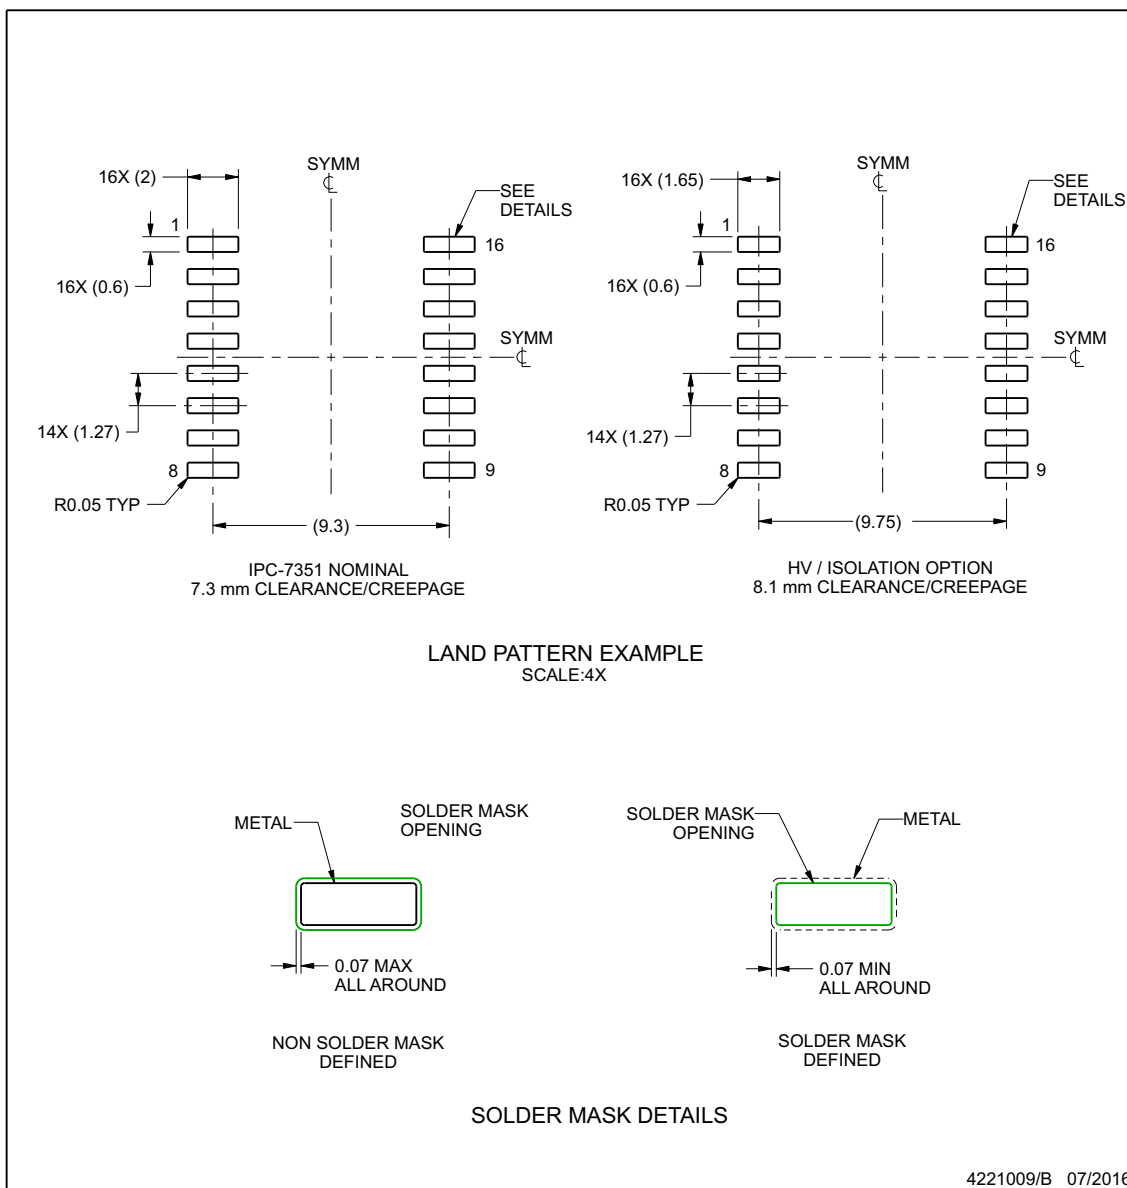 SYMM
℄
16X (2)
SEE
DETAILS
1
16
16X (0.6)
SYMM
℄
14X (1.27)
8
9
R0.05 TYP
(9.3)
IPC-7351 NOMINAL
7.3 mm CLEARANCE/CREEPAGE
SYMM
℄
16X (1.65)
SEE
DETAILS
1
16
16X (0.6)
SYMM
℄
14X (1.27)
8
9
R0.05 TYP
(9.75)
HV / ISOLATION OPTION
8.1 mm CLEARANCE/CREEPAGE
LAND PATTERN EXAMPLE
SCALE:4X
METAL
SOLDER MASK
OPENING
0.07 MAX
ALL AROUND
NON SOLDER MASK
DEFINED
SOLDER MASK
OPENING
METAL
0.07 MIN
ALL AROUND
SOLDER MASK
DEFINED
SOLDER MASK DETAILS
4221009/B 07/2016